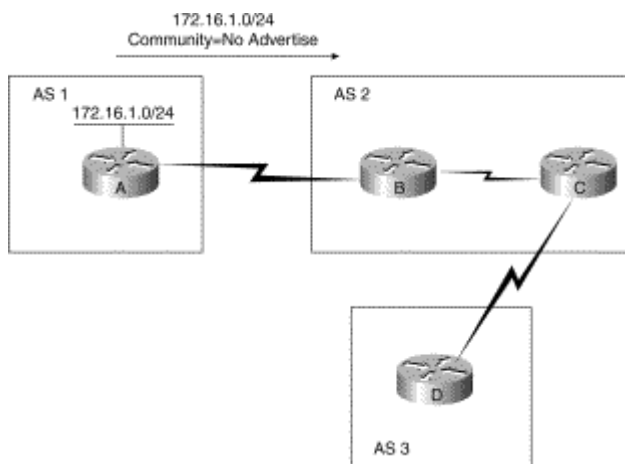 172.16.1.0/24
Community=No Advertise
AS 1
172.16.1.0/24
A
AS 2
B
C
D
AS 3